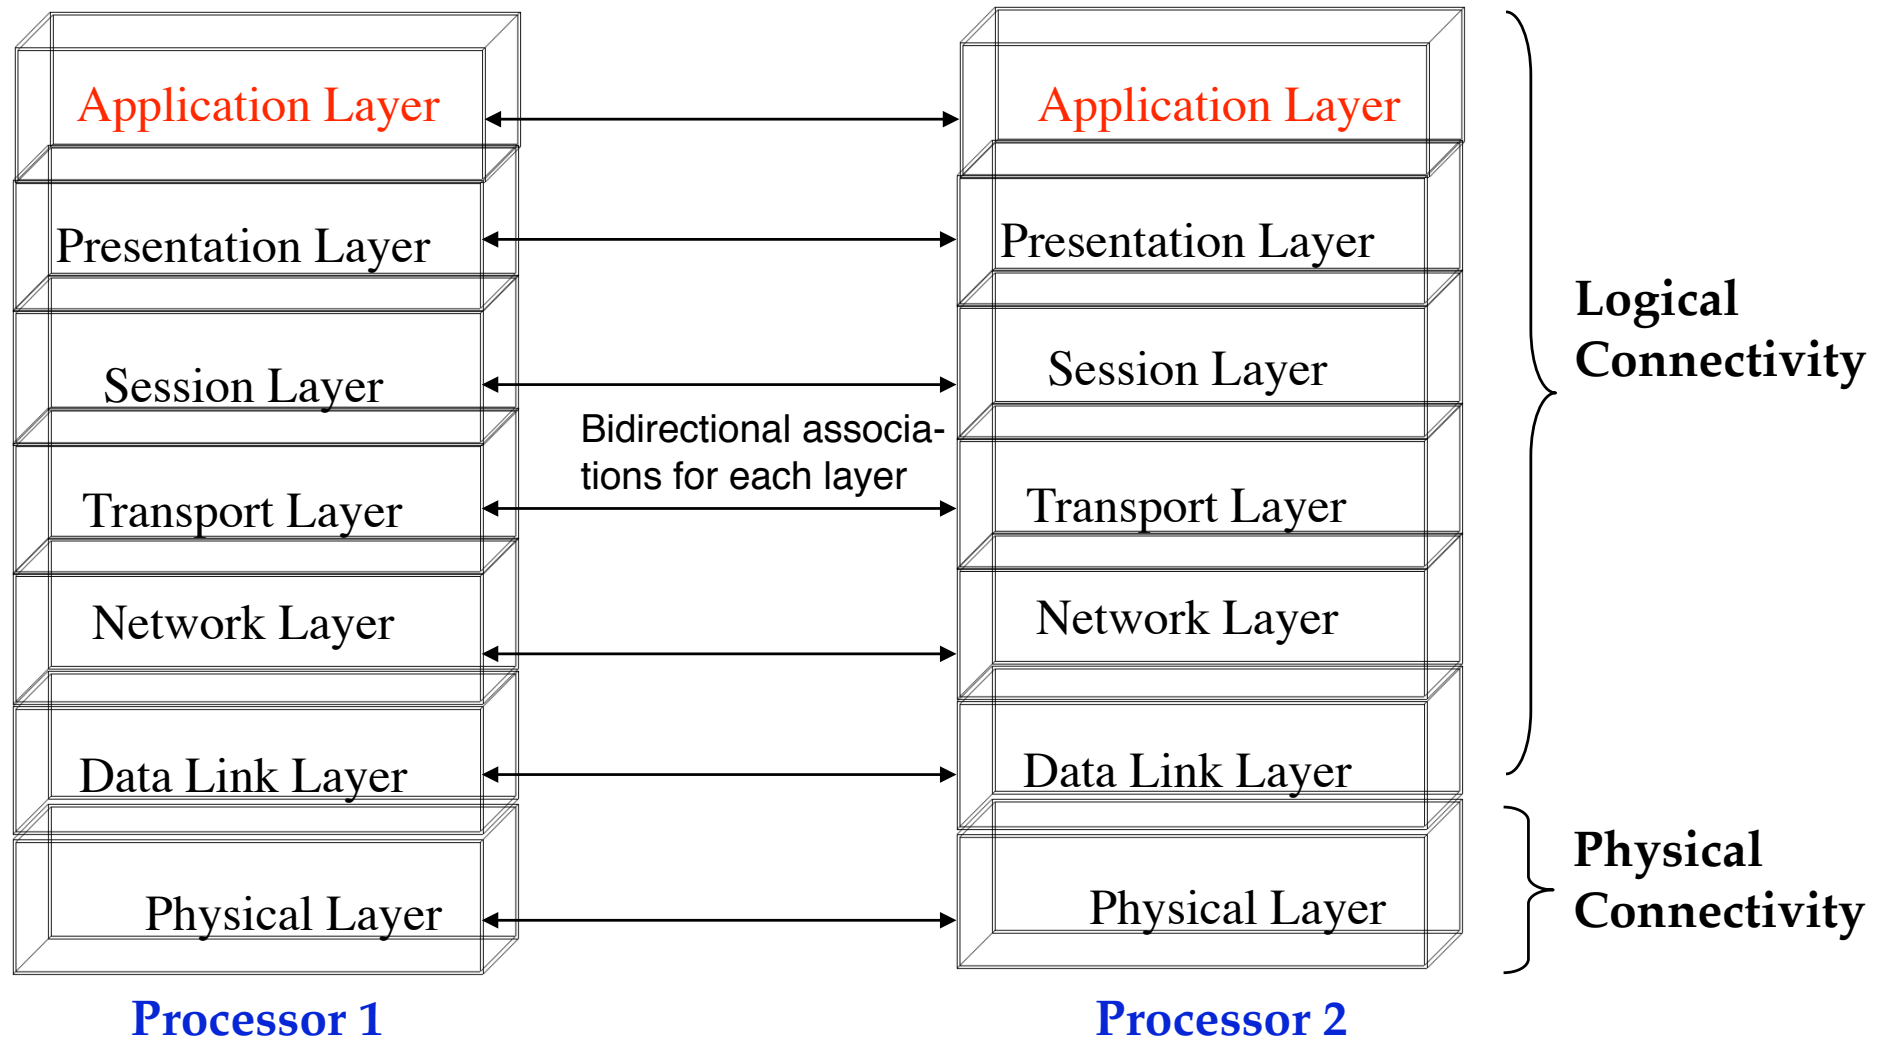 Application Layer
Application Layer
Presentation Layer
Presentation Layer
Logical
Connectivity
Session Layer
Session Layer
Bidirectional associa-
tions for each layer
Transport Layer
Transport Layer
Network Layer
Network Layer
Data Link Layer
Data Link Layer
Physical
Connectivity
Physical Layer
Physical Layer
Processor 1
Processor 2